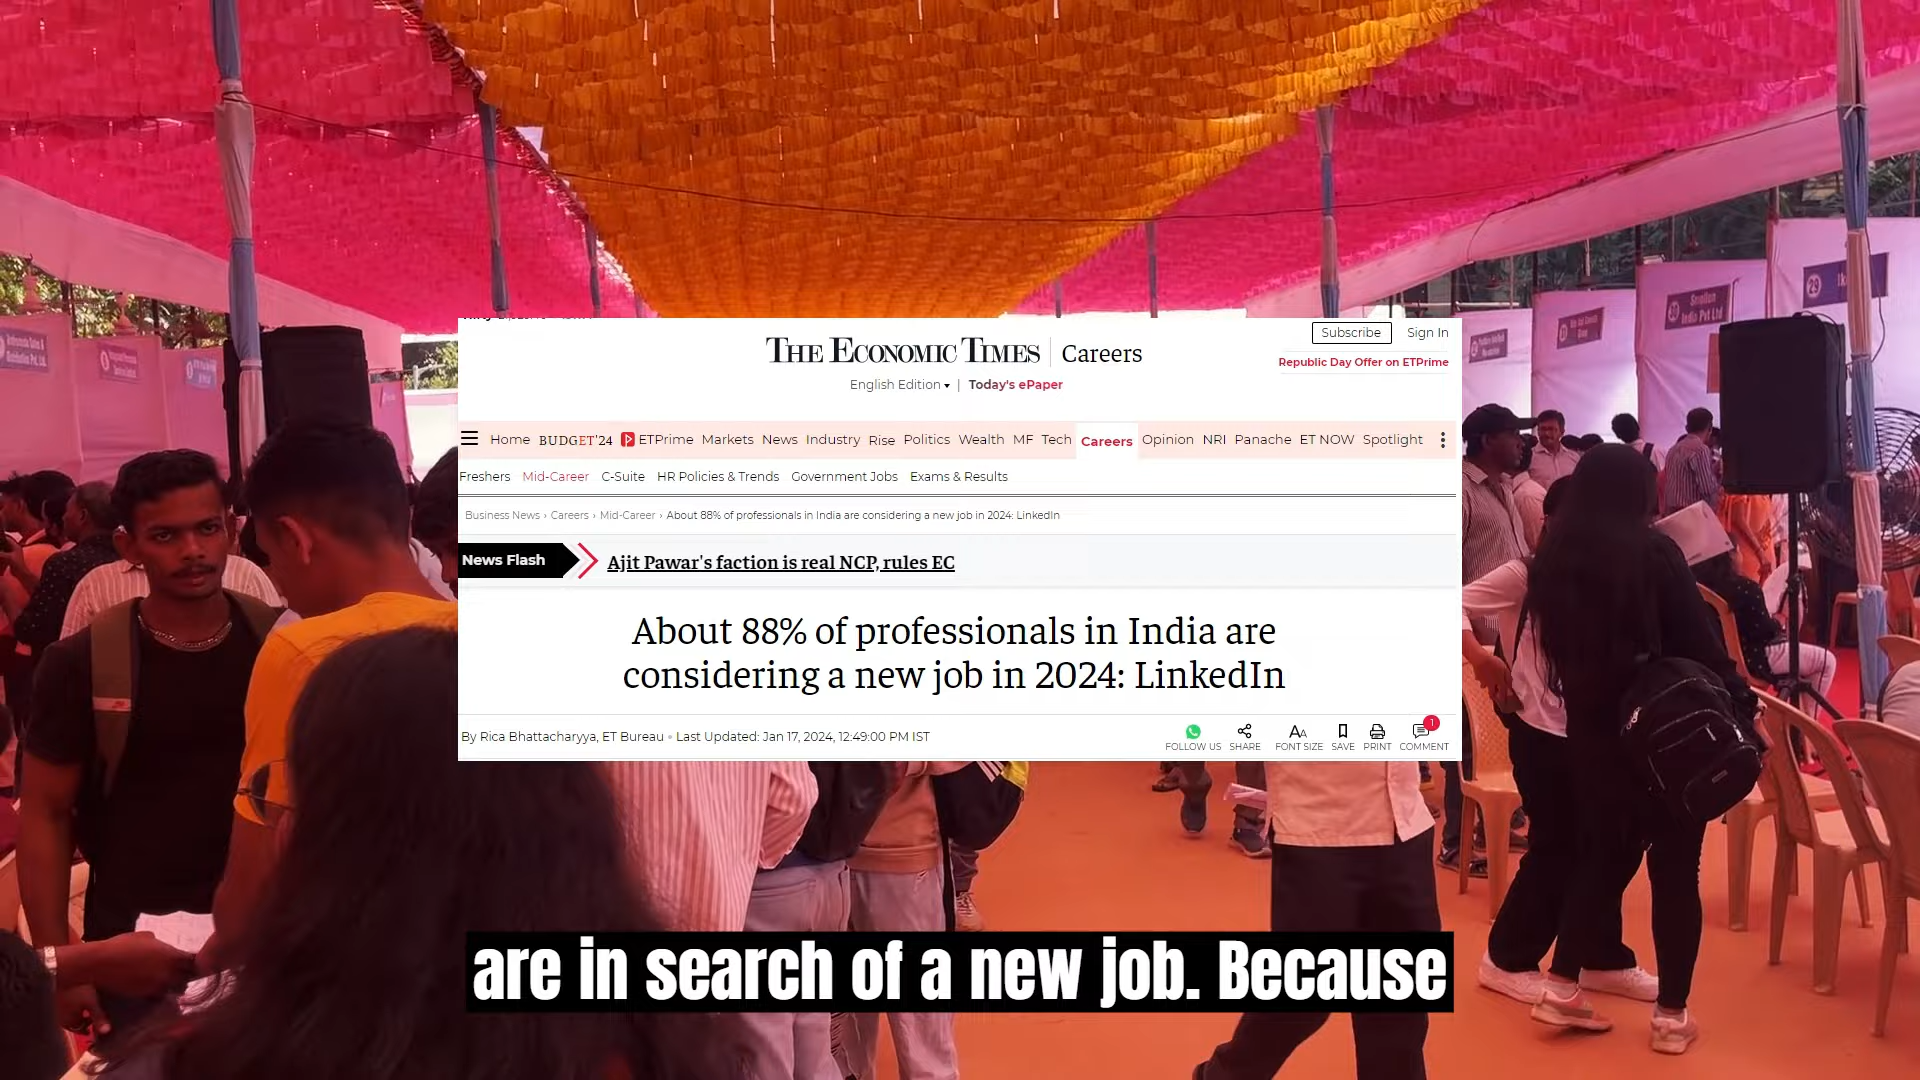 Smollan
India Pvt Ltd
29
THE ECONOMIC TIMES | Careers
Subscribe Sign In
Republic Day Offer on ETPrime
English Edition | Today's ePaper
Home BUDGET'24 ETPrime Markets News Industry Rise Politics Wealth MF Tech Careers Opinion NRI Panache ET NOW Spotlight
Freshers Mid-Career C-Suite HR Policies & Trends Government Jobs Exams & Results
Business News › Careers › Mid-Career › About 88% of professionals in India are considering a new job in 2024: LinkedIn
News Flash Ajit Pawar's faction is real NCP, rules EC
About 88% of professionals in India are
considering a new job in 2024: LinkedIn
By Rica Bhattacharyya, ET Bureau • Last Updated: Jan 17, 2024, 12:49:00 PM IST
1
FOLLOW US SHARE FONT SIZE SAVE PRINT COMMENT
are in search of a new job. Because